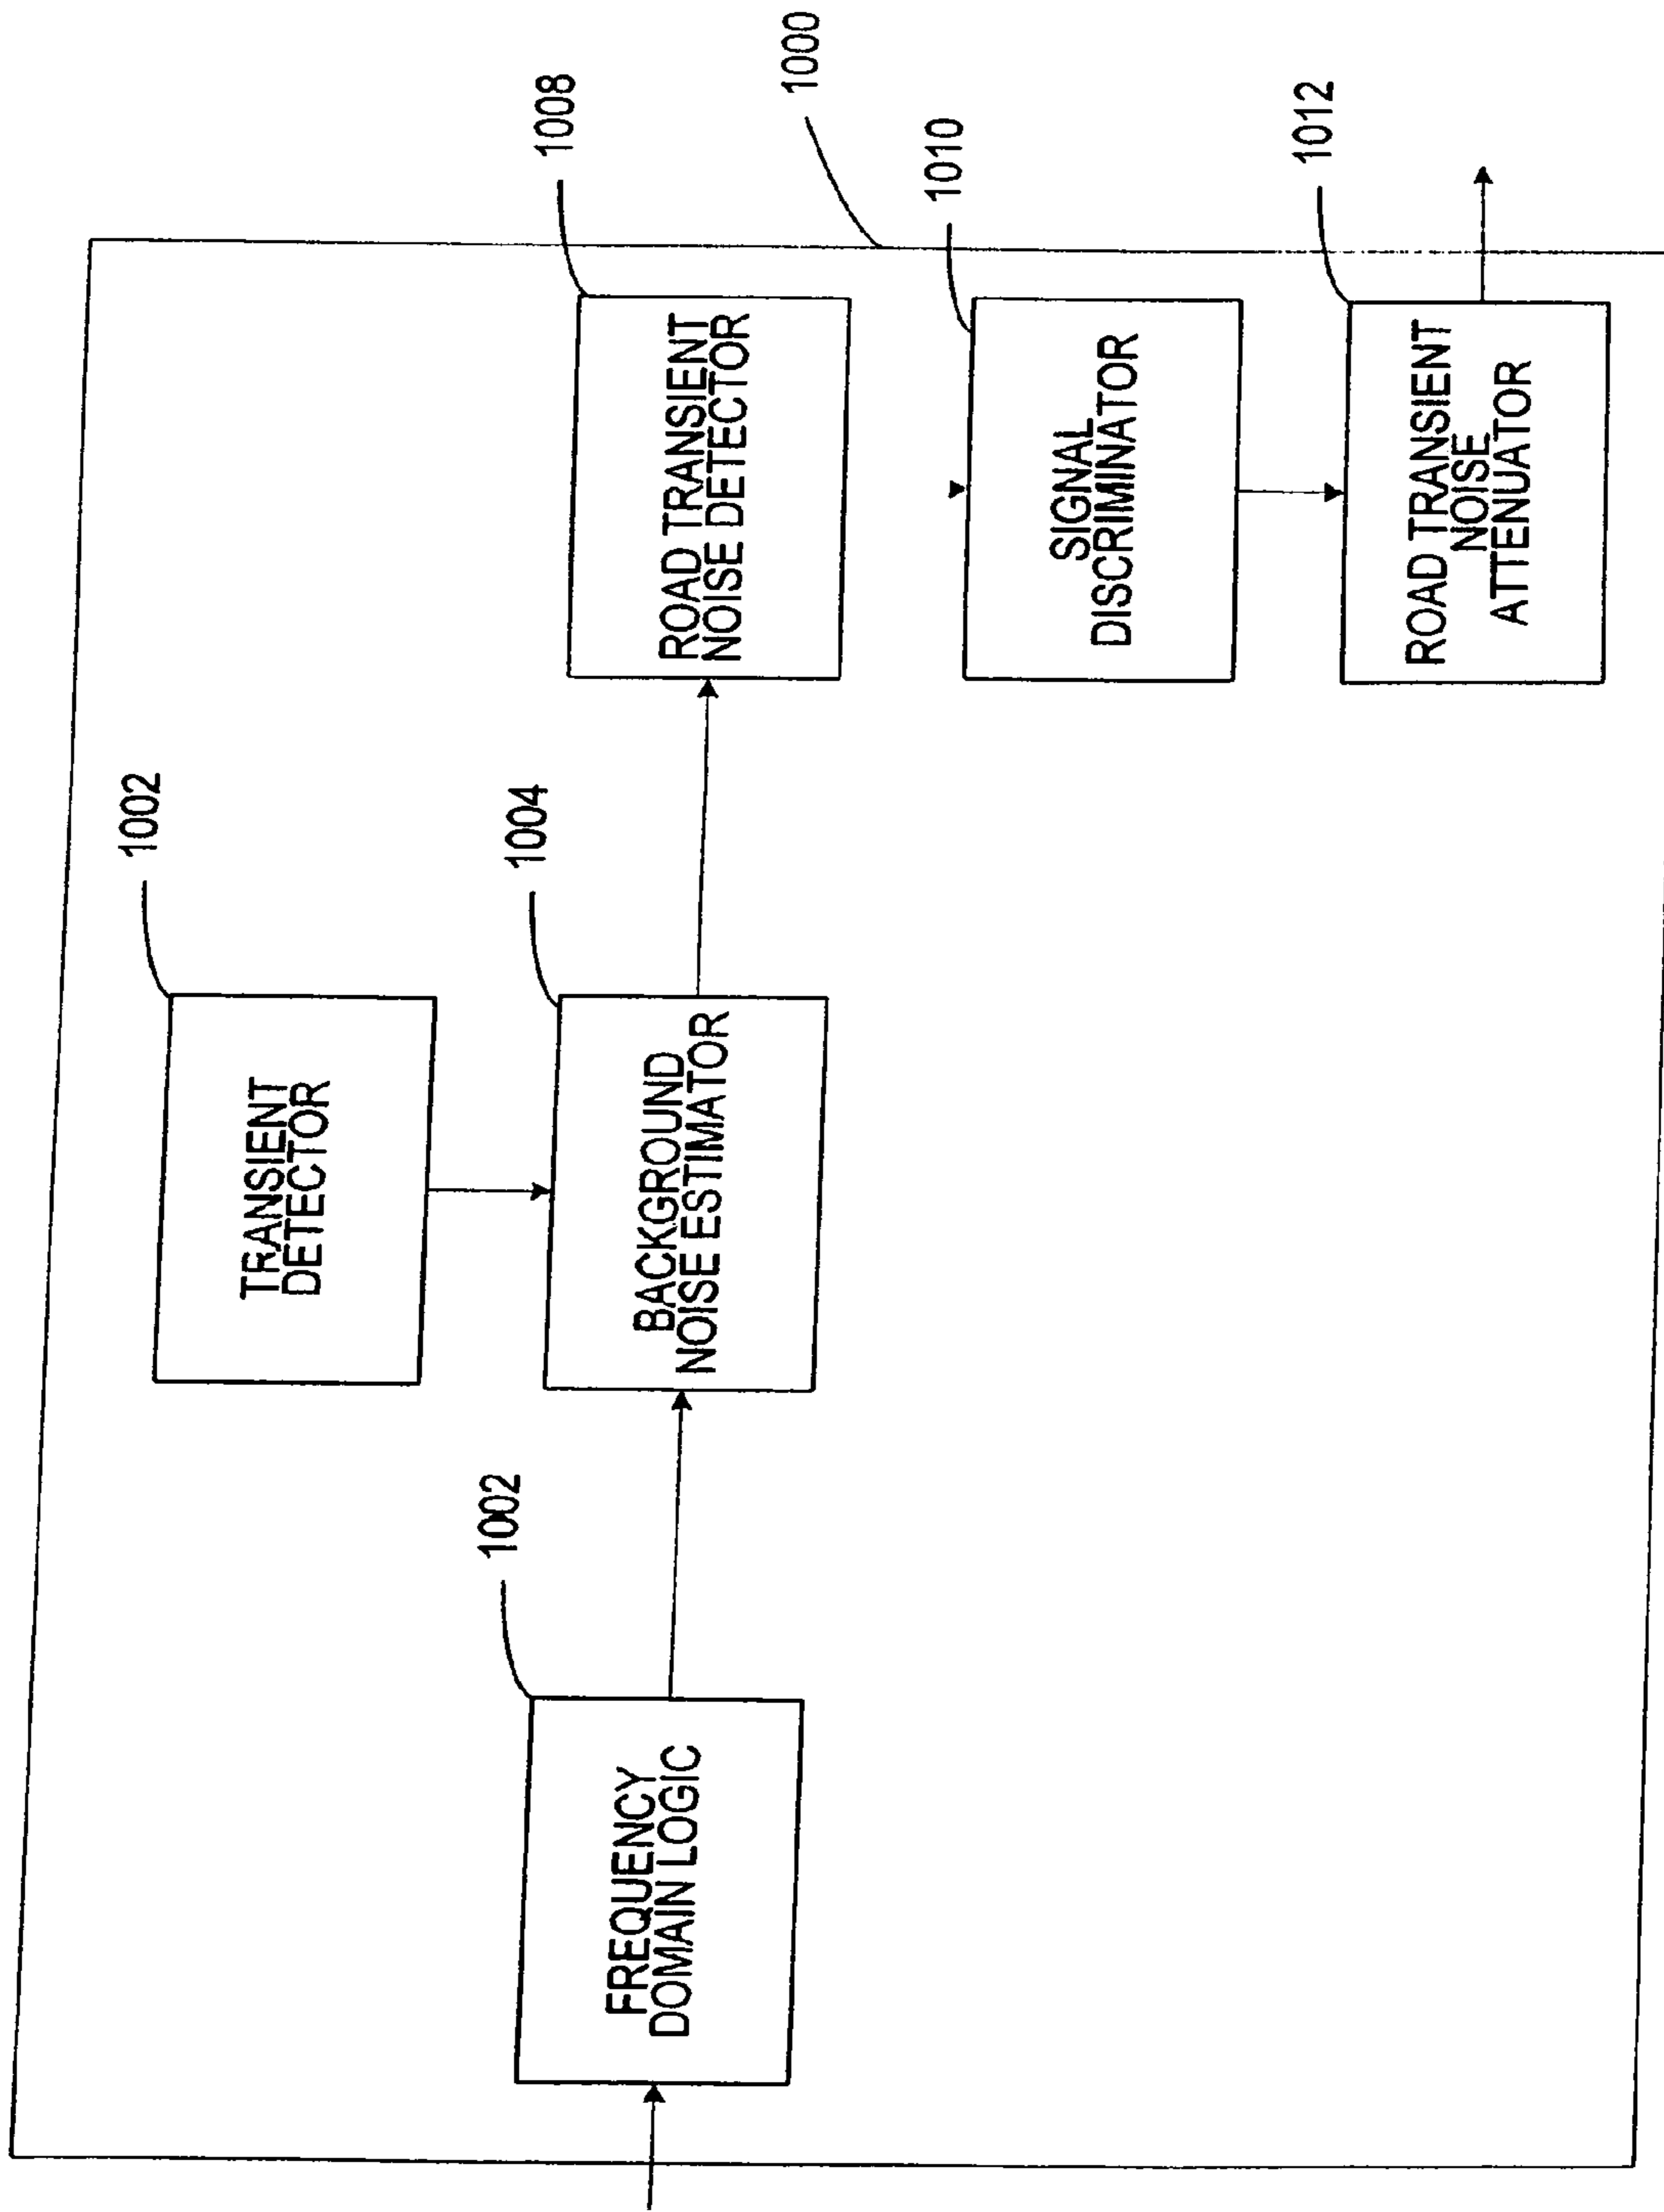 1002
TRANSIENT
DETECTOR
1002
FREQUENCY
DOMAIN LOGIC
1004
BACKGROUND
NOISE ESTIMATOR
1008
ROAD TRANSIENT
NOISE DETECTOR
1000
1010
SIGNAL
DISCRIMINATOR
1012
ROAD TRANSIENT
NOISE
ATTENUATOR